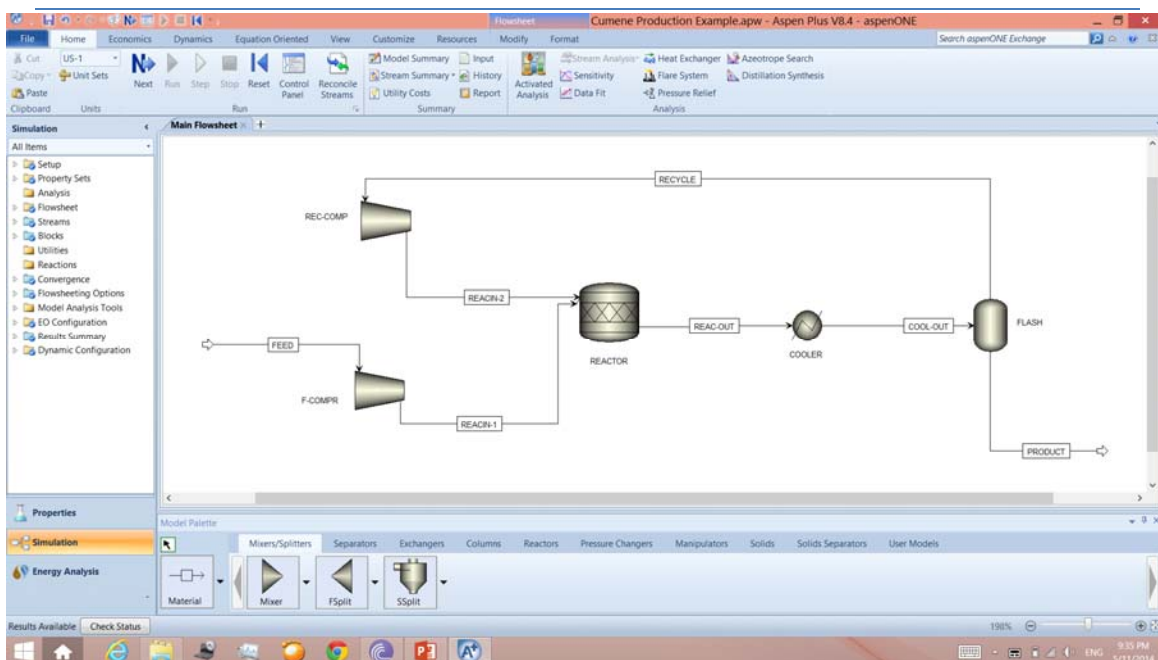 Flowsheet
Cumene Production Example.apw - Aspen Plus V8.4 - aspenONE
File Home Economics Dynamics Equation Oriented View Customize Resources Modify Format Search aspenONE Exchange
Cut US-1
Copy Unit Sets
Paste
Next Run Step Stop Reset Control Panel Reconcile Streams
Model Summary Input
Stream Summary History
Utility Costs Report
Activated Analysis
Stream Analysis Heat Exchanger Azeotrope Search
Sensitivity Flare System Distillation Synthesis
Data Fit Pressure Relief
Clipboard Units Run Summary Analysis
Simulation
All Items
Setup
Property Sets
Analysis
Flowsheet
Streams
Blocks
Utilities
Reactions
Convergence
Flowsheeting Options
Model Analysis Tools
EO Configuration
Results Summary
Dynamic Configuration
Properties
Simulation
Energy Analysis
Main Flowsheet
RECYCLE
REC-COMP
REACIN-2
FEED
F-COMPR
REACIN-1
REACTOR
REAC-OUT
COOLER
COOL-OUT
FLASH
PRODUCT
Model Palette
Mixers/Splitters Separators Exchangers Columns Reactors Pressure Changers Manipulators Solids Solids Separators User Models
Material Mixer FSplit SSplit
Results Available Check Status 198%
ENG 9:35 PM